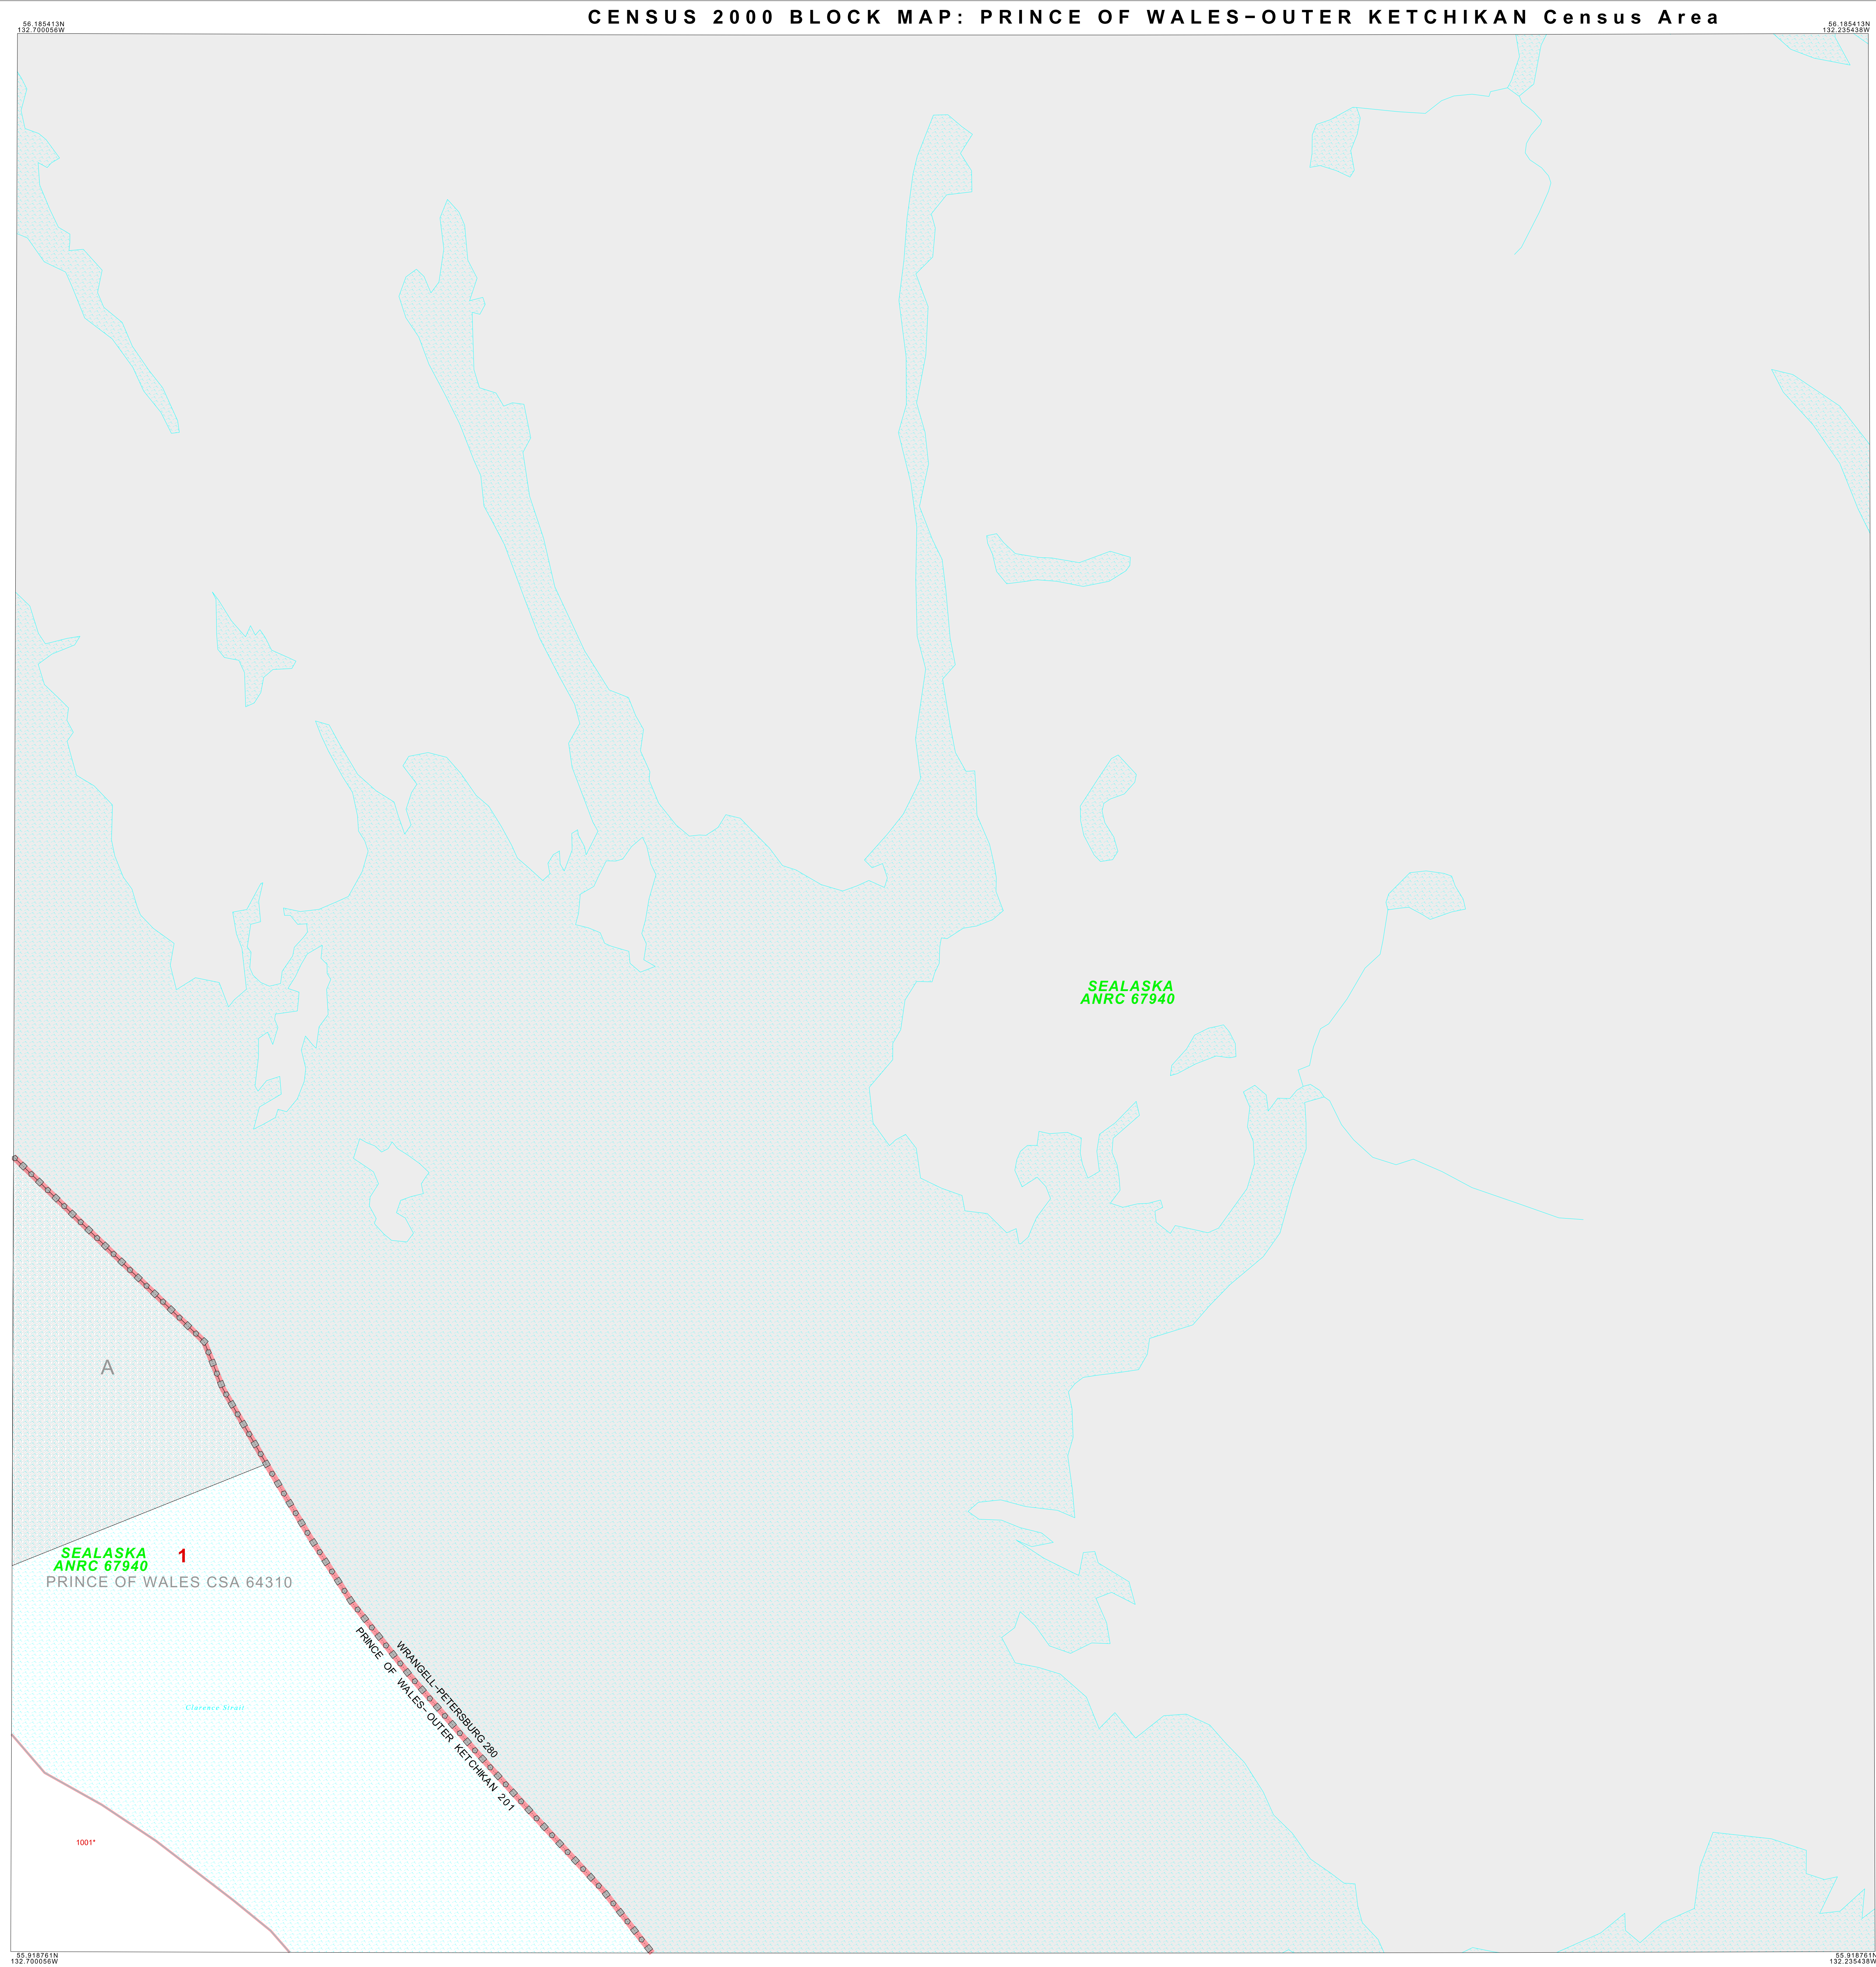 CENSUS 2000 BLOCK MAP: PRINCE OF WALES-OUTER KETCHIKAN Census Area
56.185413N
132.700056W
56.185413N
132.235438W
SEALASKA
ANRC 67940
A
SEALASKA
ANRC 67940
1
PRINCE OF WALES CSA 64310
WRANGELL-PETERSBURG 280
PRINCE OF WALES-OUTER KETCHIKAN 201
Clarence Strait
1001*
55.918761N
132.700056W
55.918761N
132.235438W